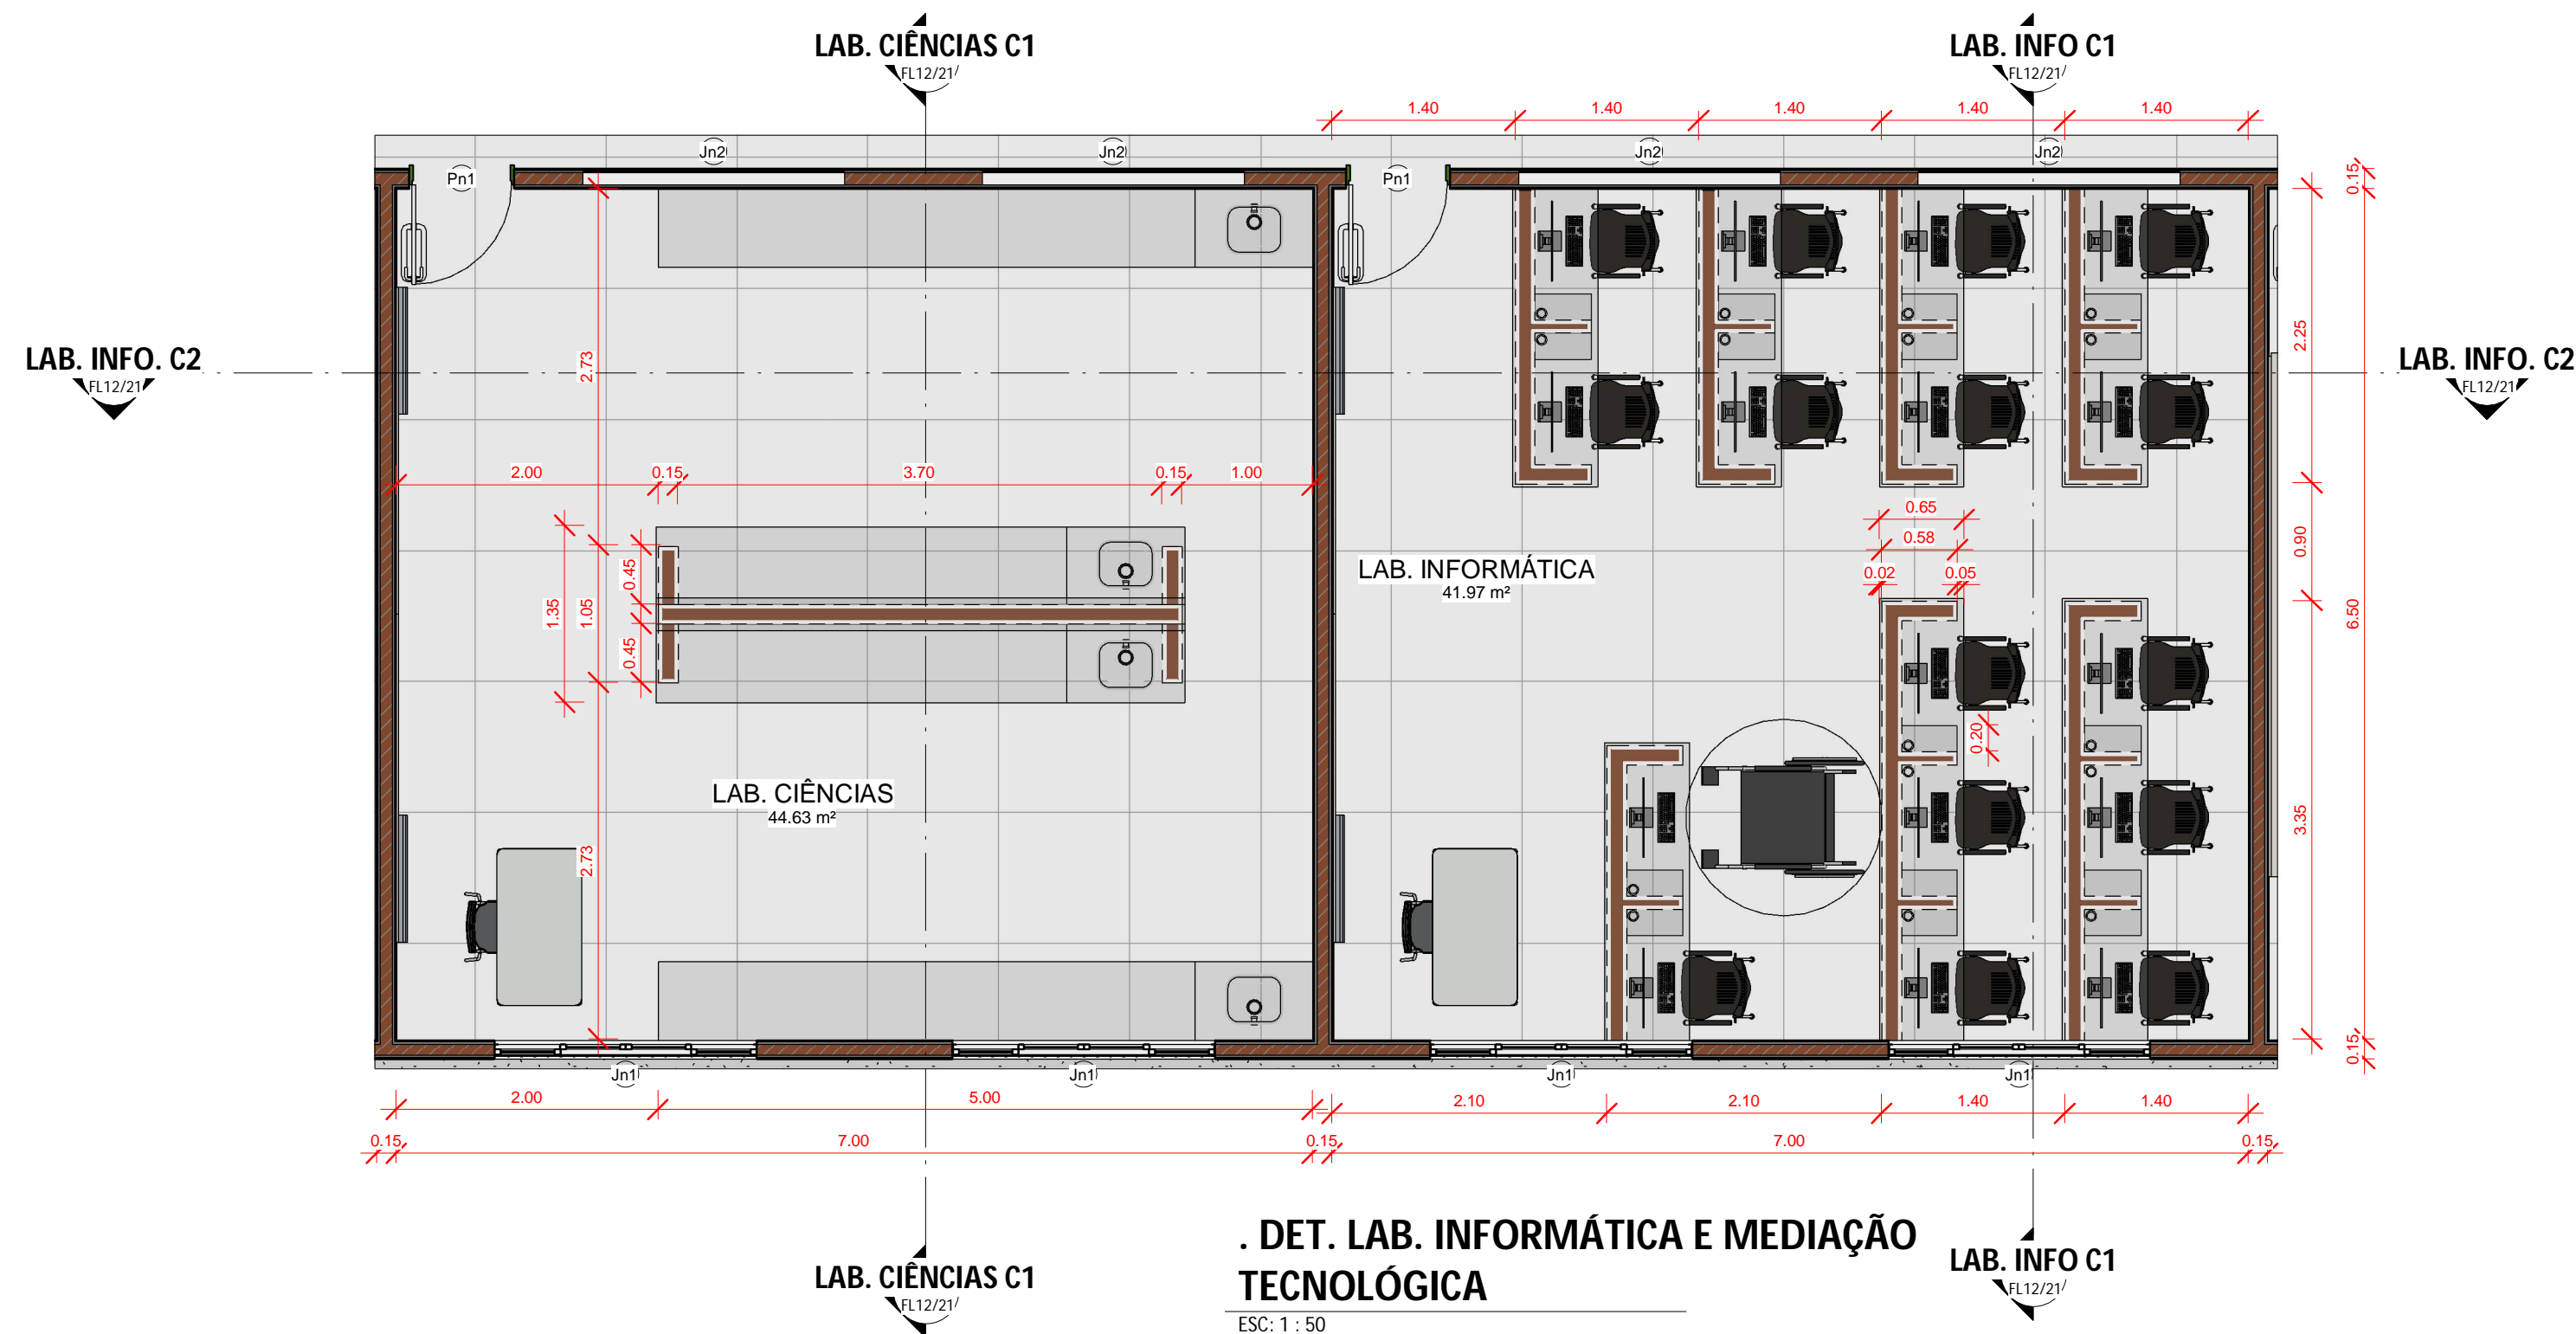 LAB. CIÊNCIAS C1
FL12/21
LAB. INFO C1
FL12/21
1.40
1.40
1.40
1.40
1.40
Jn2
Jn2
Jn2
Jn2
Pn1
Pn1
0.15
LAB. INFO. C2
FL12/21
2.73
2.25
LAB. INFO. C2
FL12/21
2.00
0.15
3.70
0.15
1.00
0.65
0.58
0.90
0.02
0.05
LAB. INFORMÁTICA
41.97 m²
0.45
1.35
1.05
0.45
6.50
0.20
LAB. CIÊNCIAS
44.63 m²
3.35
2.73
0.15
Jn1
Jn1
Jn1
Jn1
2.00
5.00
2.10
2.10
1.40
1.40
0.15
7.00
0.15
7.00
0.15
. DET. LAB. INFORMÁTICA E MEDIAÇÃO
TECNOLÓGICA
ESC: 1 : 50
LAB. CIÊNCIAS C1
FL12/21
LAB. INFO C1
FL12/21